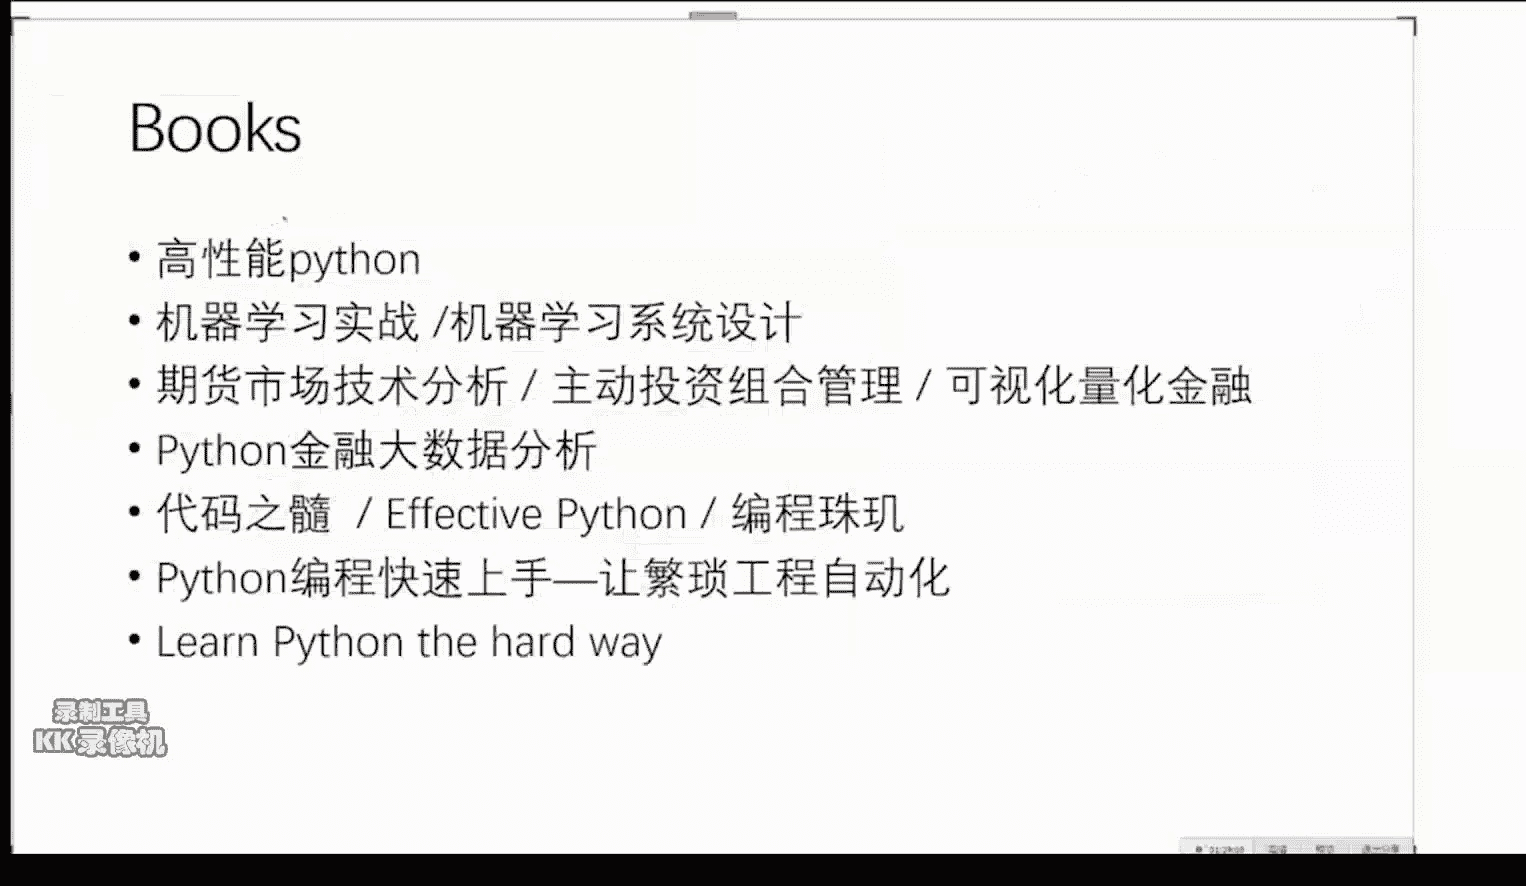 Books
• 高性能python
• 机器学习实战 /机器学习系统设计
• 期货市场技术分析 / 主动投资组合管理 / 可视化量化金融
• Python金融大数据分析
• 代码之髓 / Effective Python / 编程珠玑
• Python编程快速上手—让繁琐工程自动化
• Learn Python the hard way
录制工具
KK录像机